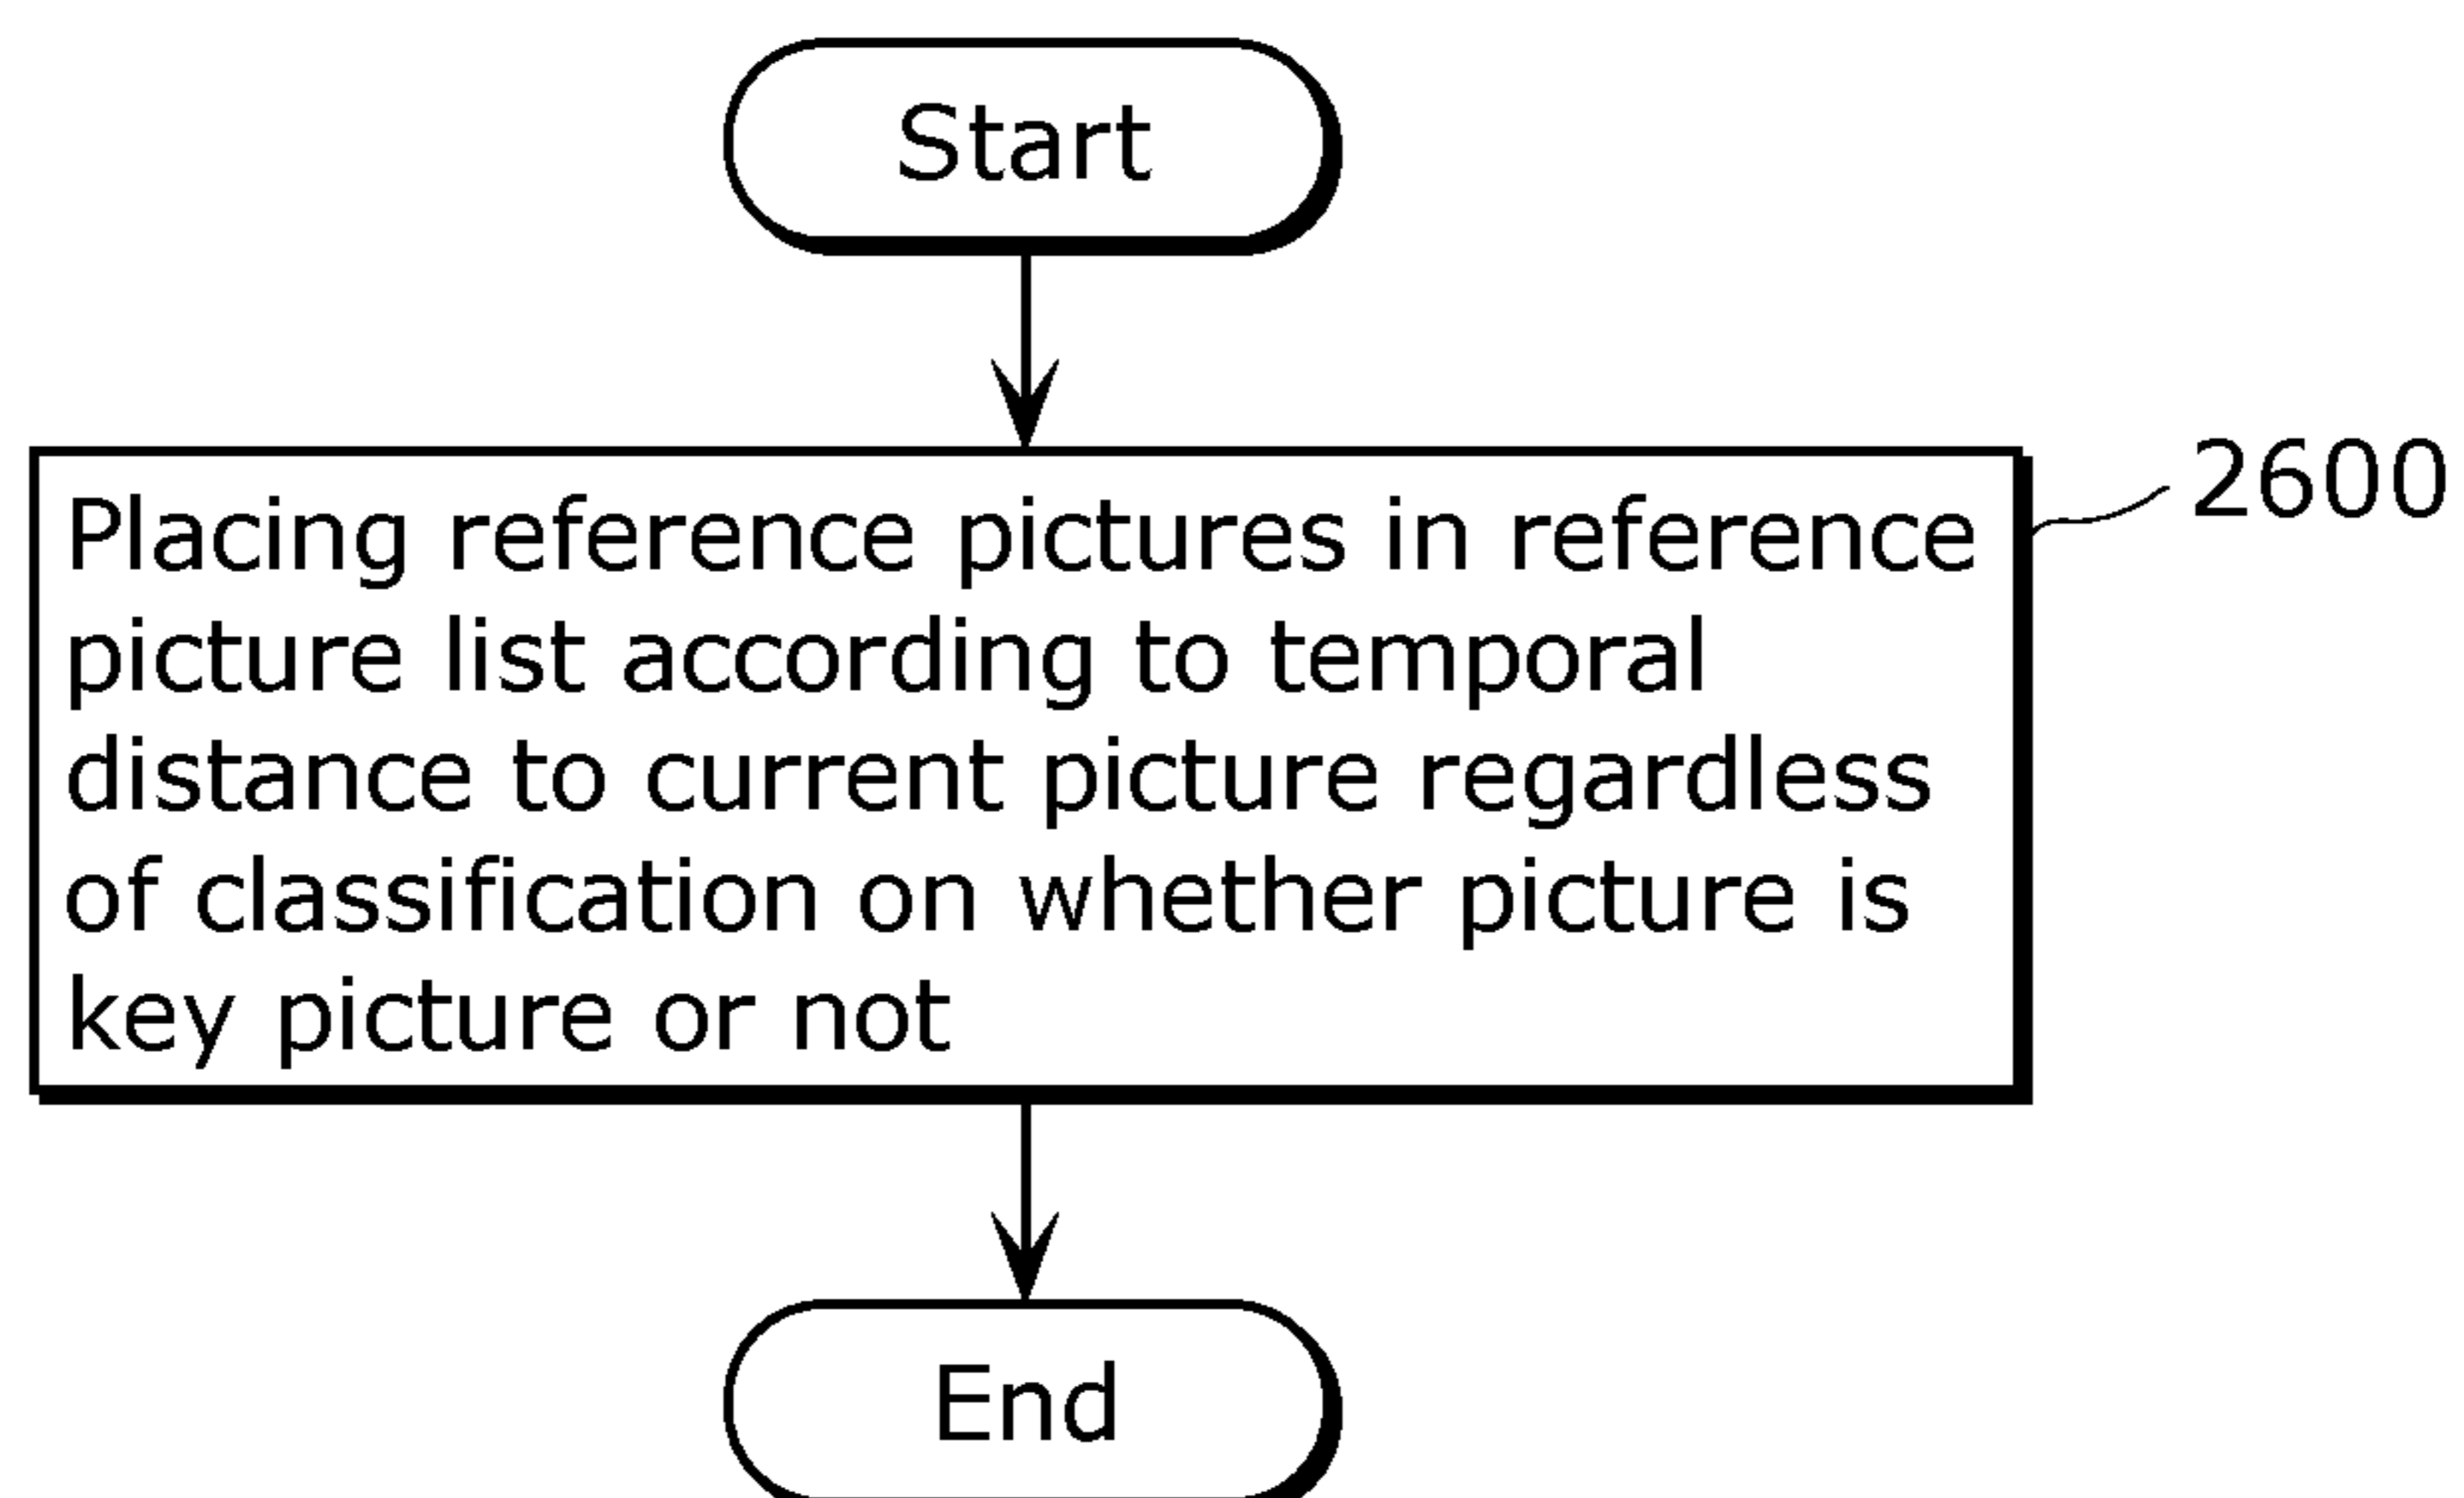 Start
2600
Placing reference pictures in reference
picture list according to temporal
distance to current picture regardless
of classification on whether picture is
key picture or not
End